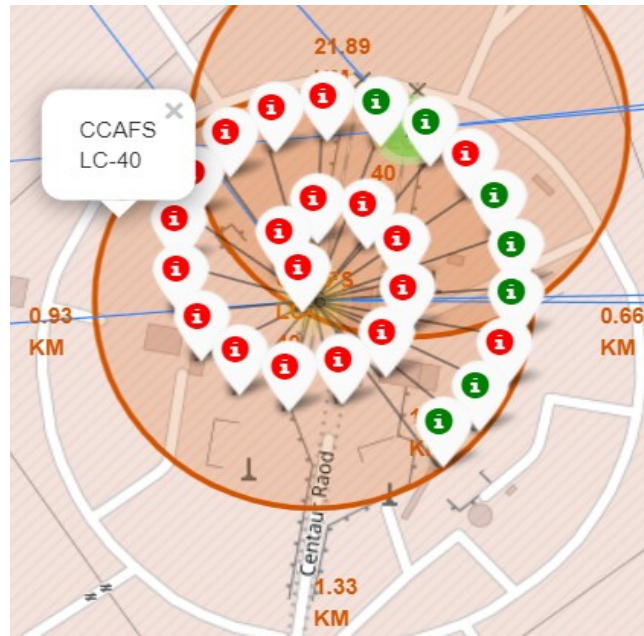 21.89
CCAFS
LC-40
40
0.93
KM
0.66
KM
Centaur Raod
1.33
KM